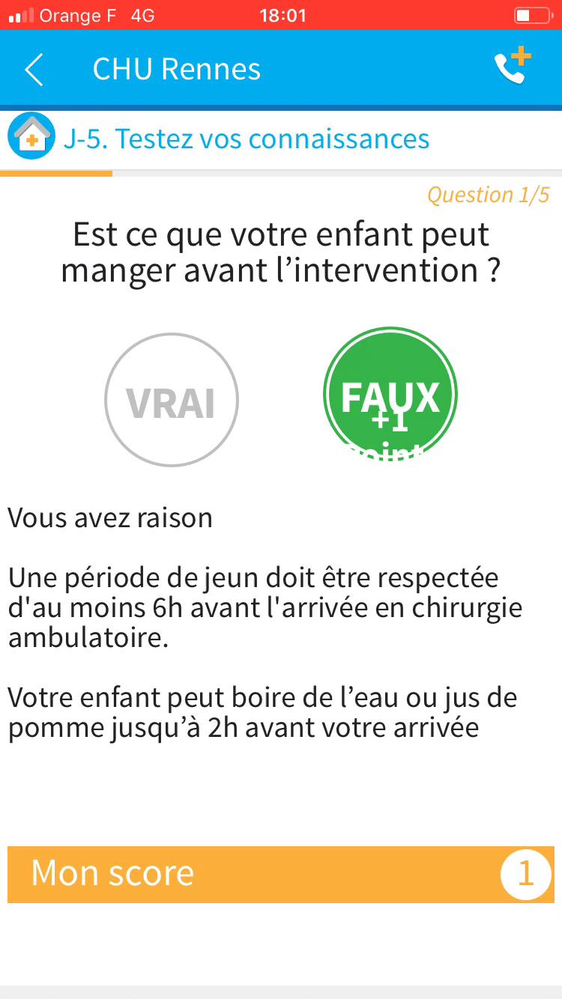 Orange F 4G 18:01
CHU Rennes
J-5. Testez vos connaissances
Question 1/5
Est ce que votre enfant peut
manger avant l’intervention ?
VRAI
FAUX
+1
Point
Vous avez raison
Une période de jeun doit être respectée
d'au moins 6h avant l'arrivée en chirurgie
ambulatoire.
Votre enfant peut boire de l’eau ou jus de
pomme jusqu’à 2h avant votre arrivée
Mon score 1